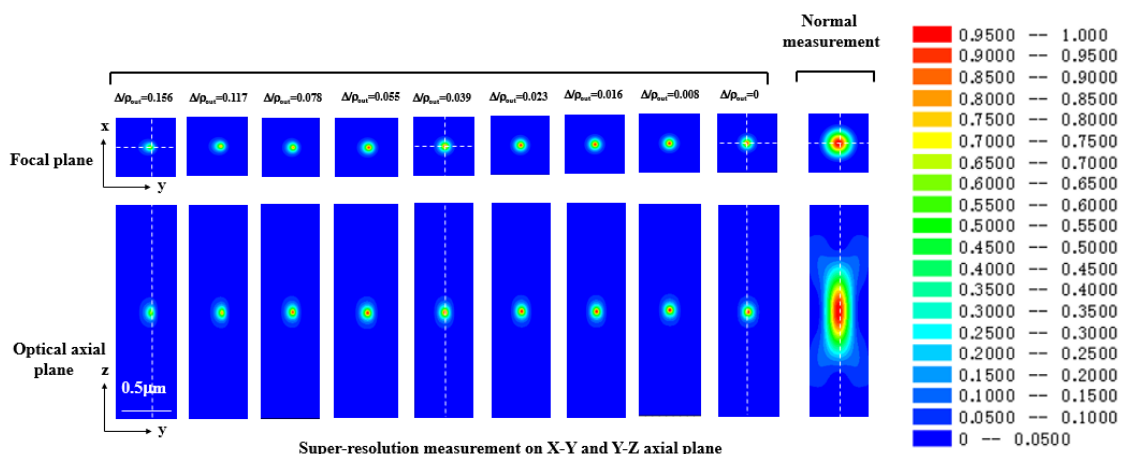 Normal
measurement
Δ/ρout=0.156
Δ/ρout=0.117
Δ/ρout=0.078
Δ/ρout=0.055
Δ/ρout=0.039
Δ/ρout=0.023
Δ/ρout=0.016
Δ/ρout=0.008
Δ/ρout=0
x
Focal plane
y
Optical axial
plane
z
0.5μm
y
Super-resolution measurement on X-Y and Y-Z axial plane
0.9500 -- 1.000
0.9000 -- 0.9500
0.8500 -- 0.9000
0.8000 -- 0.8500
0.7500 -- 0.8000
0.7000 -- 0.7500
0.6500 -- 0.7000
0.6000 -- 0.6500
0.5500 -- 0.6000
0.5000 -- 0.5500
0.4500 -- 0.5000
0.4000 -- 0.4500
0.3500 -- 0.4000
0.3000 -- 0.3500
0.2500 -- 0.3000
0.2000 -- 0.2500
0.1500 -- 0.2000
0.1000 -- 0.1500
0.0500 -- 0.1000
0 -- 0.0500